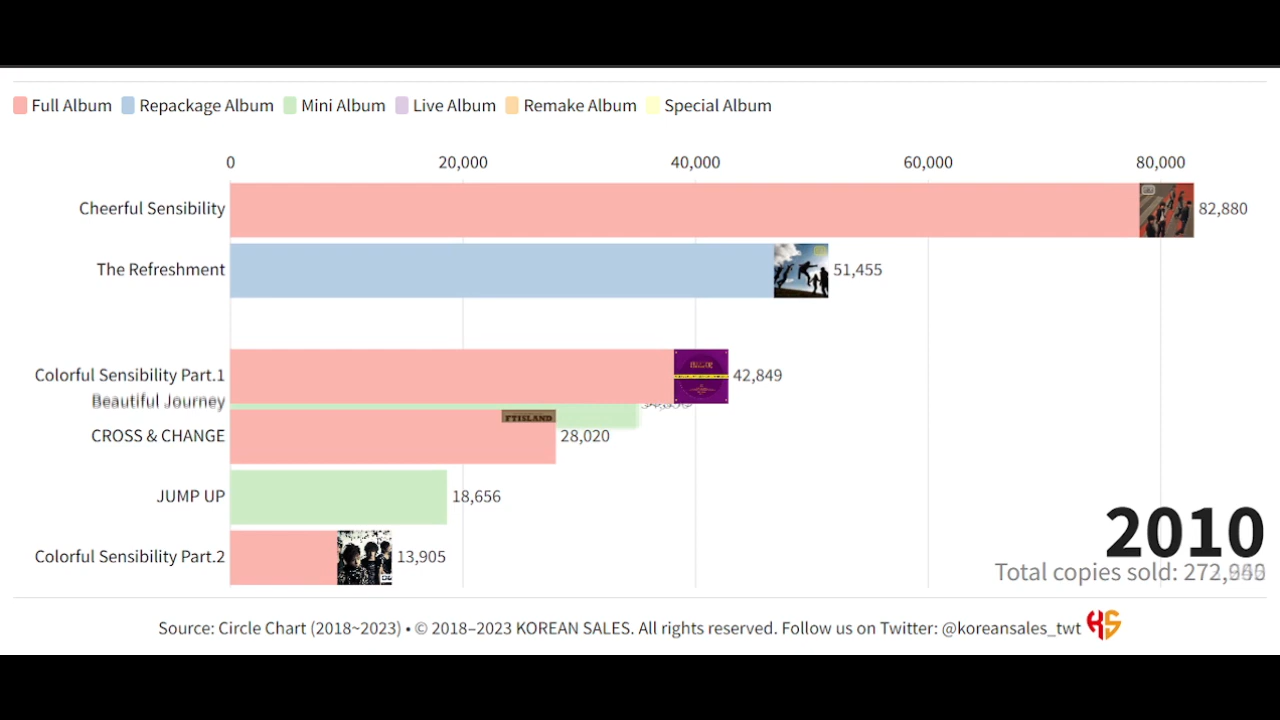 Full Album Repackage Album Mini Album Live Album Remake Album Special Album
0 20,000 40,000 60,000 80,000
Cheerful Sensibility 82,880
The Refreshment 51,455
Colorful Sensibility Part.1 42,849
Beautiful Journey
FTISLAND
CROSS & CHANGE 28,020
JUMP UP 18,656
Colorful Sensibility Part.2 13,905
2010
Total copies sold:
Source: Circle Chart (2018~2023) • © 2018–2023 KOREAN SALES. All rights reserved. Follow us on Twitter: @koreansales_twt KS